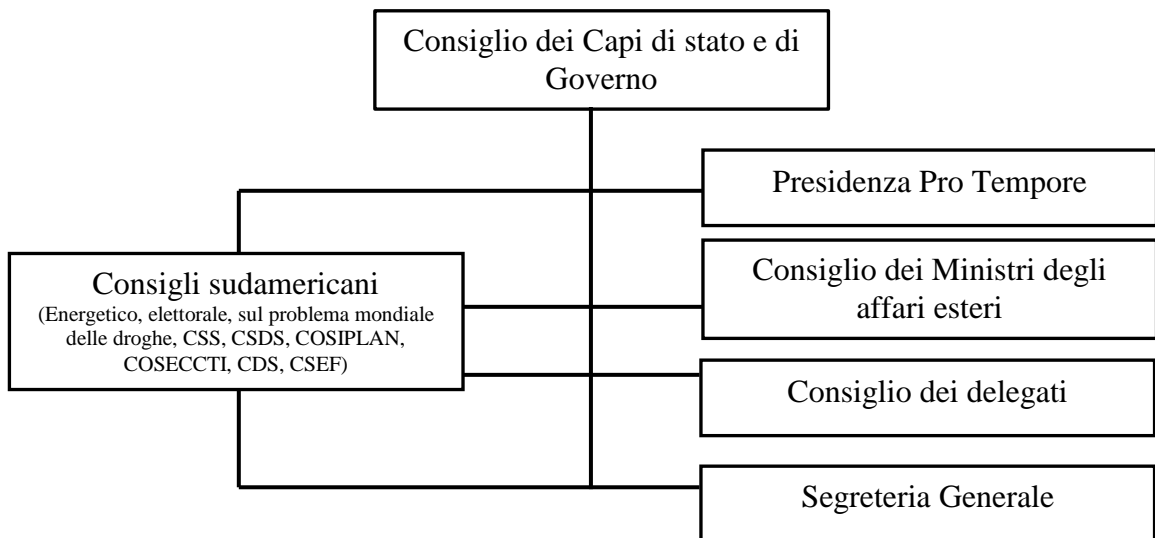 Consiglio dei Capi di stato e di
Governo
Presidenza Pro Tempore
Consigli sudamericani
(Energetico, elettorale, sul problema mondiale
delle droghe, CSS, CSDS, COSIPLAN,
COSECCTI, CDS, CSEF)
Consiglio dei Ministri degli
affari esteri
Consiglio dei delegati
Segreteria Generale